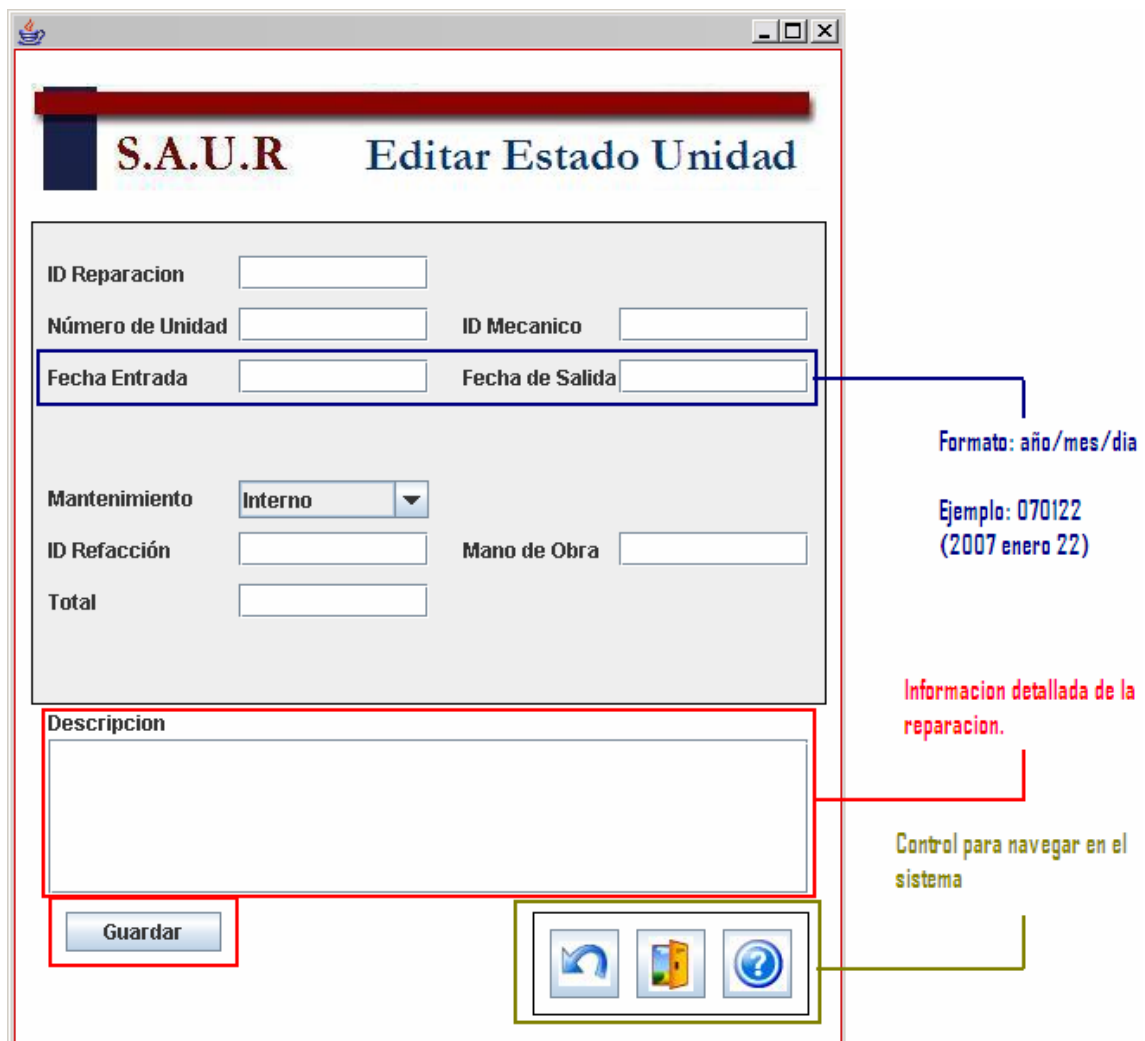 S.A.U.R Editar Estado Unidad
ID Reparacion
Número de Unidad ID Mecanico
Fecha Entrada Fecha de Salida
Formato: año/mes/dia
Ejemplo: 070122
(2007 enero 22)
Mantenimiento Interno
ID Refacción Mano de Obra
Total
Informacion detallada de la
reparacion.
Descripcion
Control para navegar en el
sistema
Guardar
?